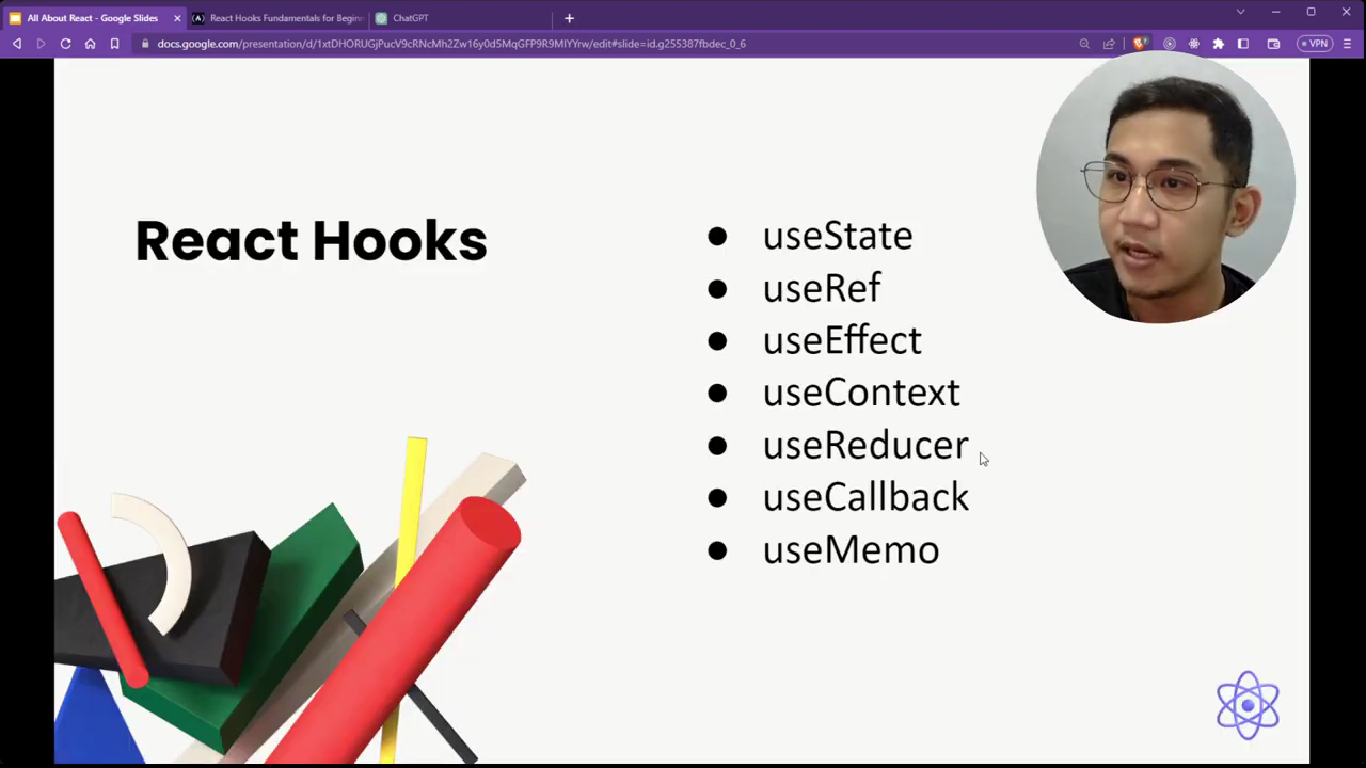 All About React - Google Slides
React Hooks Fundamentals for Beginn
ChatGPT
docs.google.com/presentation/d/1xtDHORUGjPucV9cRlNcMh2Zw16y0d5MqGFP9R9MIYYrw/edit#slide=id.g255387fbdec_0_6
VPN
React Hooks
● useState
● useRef
● useEffect
● useContext
● useReducer
● useCallback
● useMemo